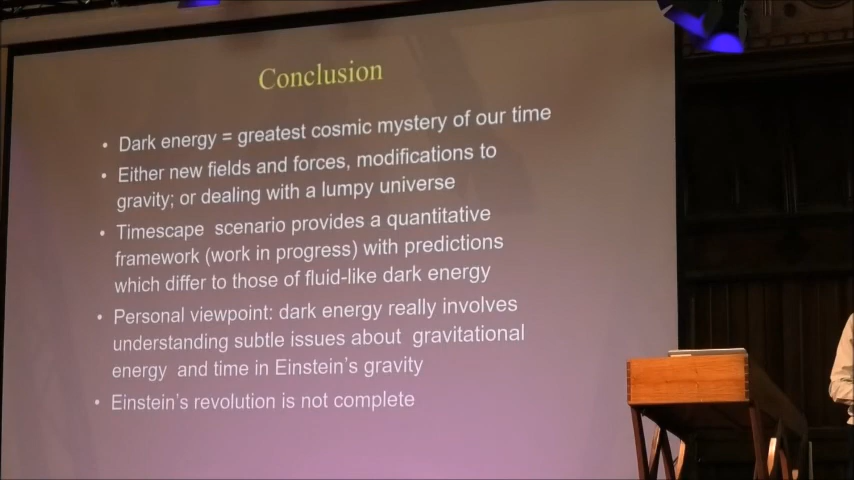 Conclusion
• Dark energy = greatest cosmic mystery of our time
• Either new fields and forces, modifications to
gravity; or dealing with a lumpy universe
• Timescape scenario provides a quantitative
framework (work in progress) with predictions
which differ to those of fluid-like dark energy
• Personal viewpoint: dark energy really involves
understanding subtle issues about gravitational
energy and time in Einstein's gravity
• Einstein's revolution is not complete